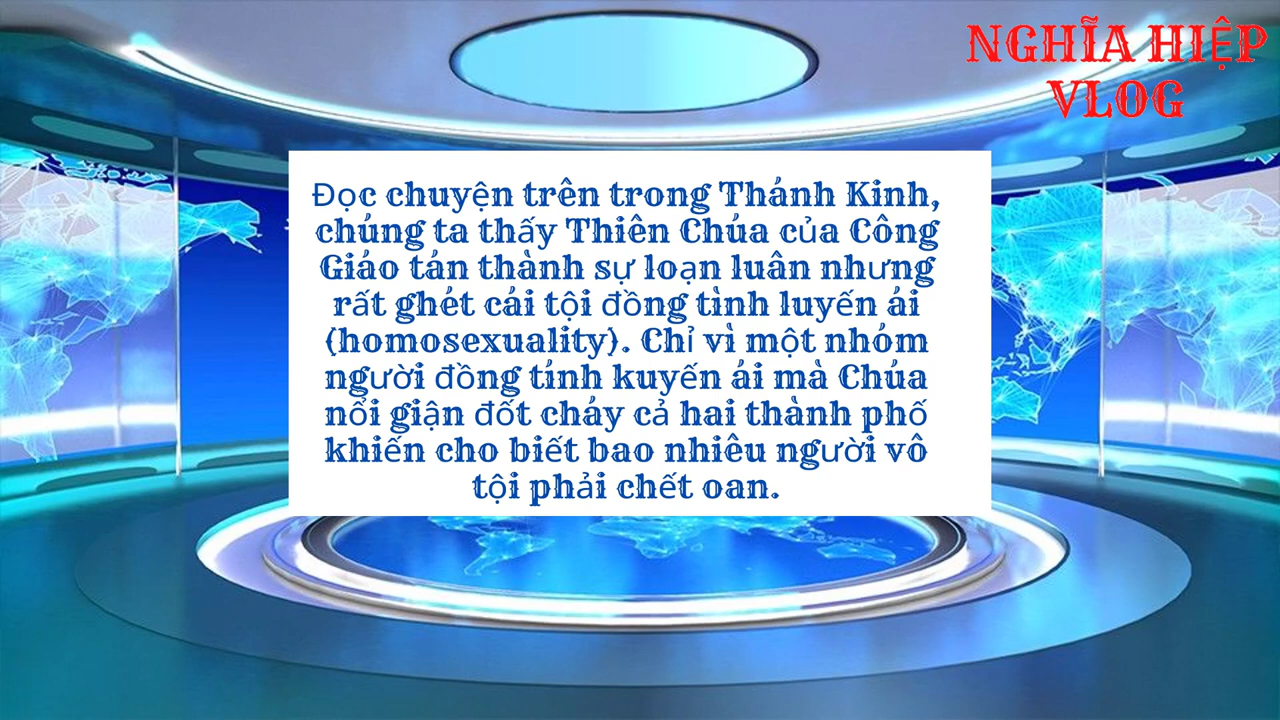 NGHĨA HIỆP
VLOG
Đọc chuyện trên trong Thánh Kinh,
chúng ta thấy Thiên Chúa của Công
Giáo tán thành sự loạn luân nhưng
rất ghét cái tội đồng tình luyến ái
(homosexuality). Chỉ vì một nhóm
người đồng tính kuyến ái mà Chúa
nổi giận đốt cháy cả hai thành phố
khiến cho biết bao nhiêu người vô
tội phải chết oan.